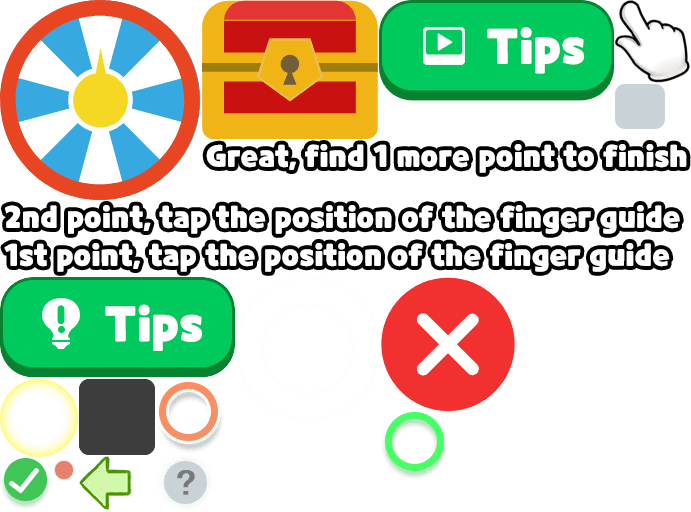 Tips
Great, find 1 more point to finish
2nd point, tap the position of the finger guide
1st point, tap the position of the finger guide
Tips
?